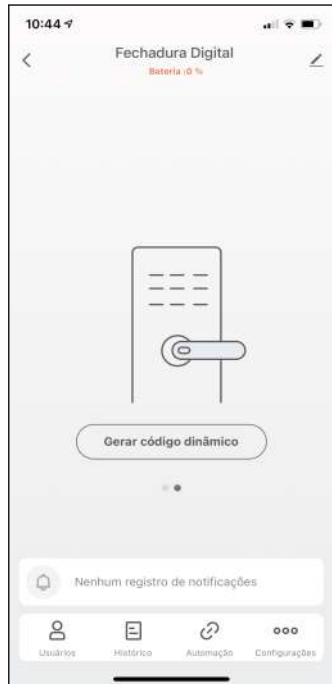 10:44
Fechadura Digital
Bateria :0 %
Gerar código dinâmico
Nenhum registro de notificações
Usuários Histórico Automação Configurações